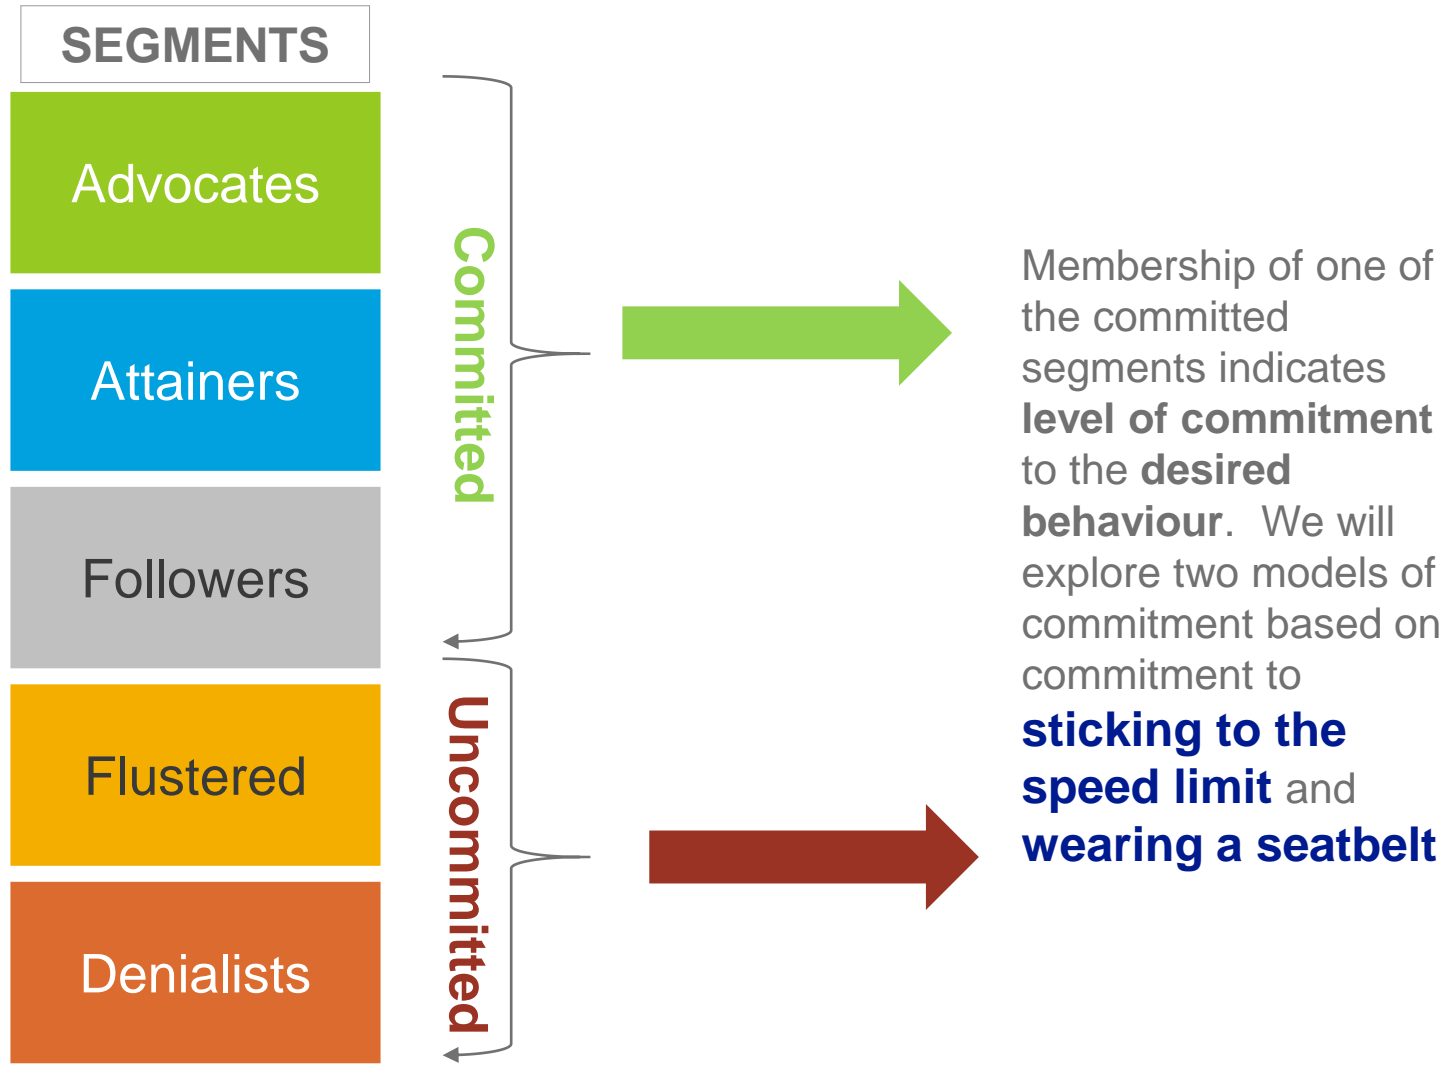 SEGMENTS
Advocates
Attainers
Followers
Flustered
Denialists
Committed
Uncommitted
Membership of one of
the committed
segments indicates
level of commitment
to the desired
behaviour.  We will
explore two models of
commitment based on
commitment to
sticking to the
speed limit and
wearing a seatbelt